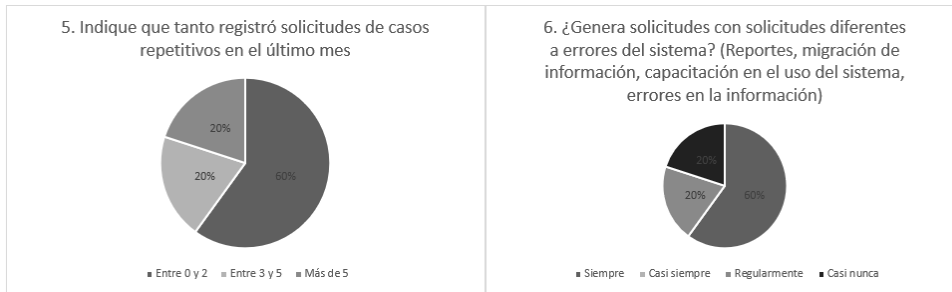 5. Indique que tanto registró solicitudes de casos
repetitivos en el último mes
20%
20%
60%
Entre 0 y 2 Entre 3 y 5 Más de 5
6. ¿Genera solicitudes con solicitudes diferentes
a errores del sistema? (Reportes, migración de
información, capacitación en el uso del sistema,
errores en la información)
20%
20%
60%
Siempre Casi siempre Regularmente Casi nunca